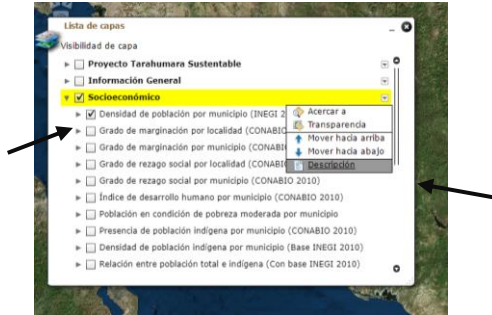 Lista de capas
Visibilidad de capa
Proyecto Tarahumara Sustentable
Información General
Socioeconómico
Densidad de población por municipio (INEGI 2
Grado de marginación por localidad (CONABIO
Grado de marginación por municipio (CONABI
Grado de rezago social por localidad (CONABI
Grado de rezago social por municipio (CONABIO 2010)
Índice de desarrollo humano por municipio (CONABIO 2010)
Población en condición de pobreza moderada por municipio
Presencia de población indígena por municipio (CONABIO 2010)
Densidad de población indígena por municipio (Base INEGI 2010)
Relación entre población total e indígena (Con base INEGI 2010)
Acercar a
Transparencia
Mover hacia arriba
Mover hacia abajo
Descripción